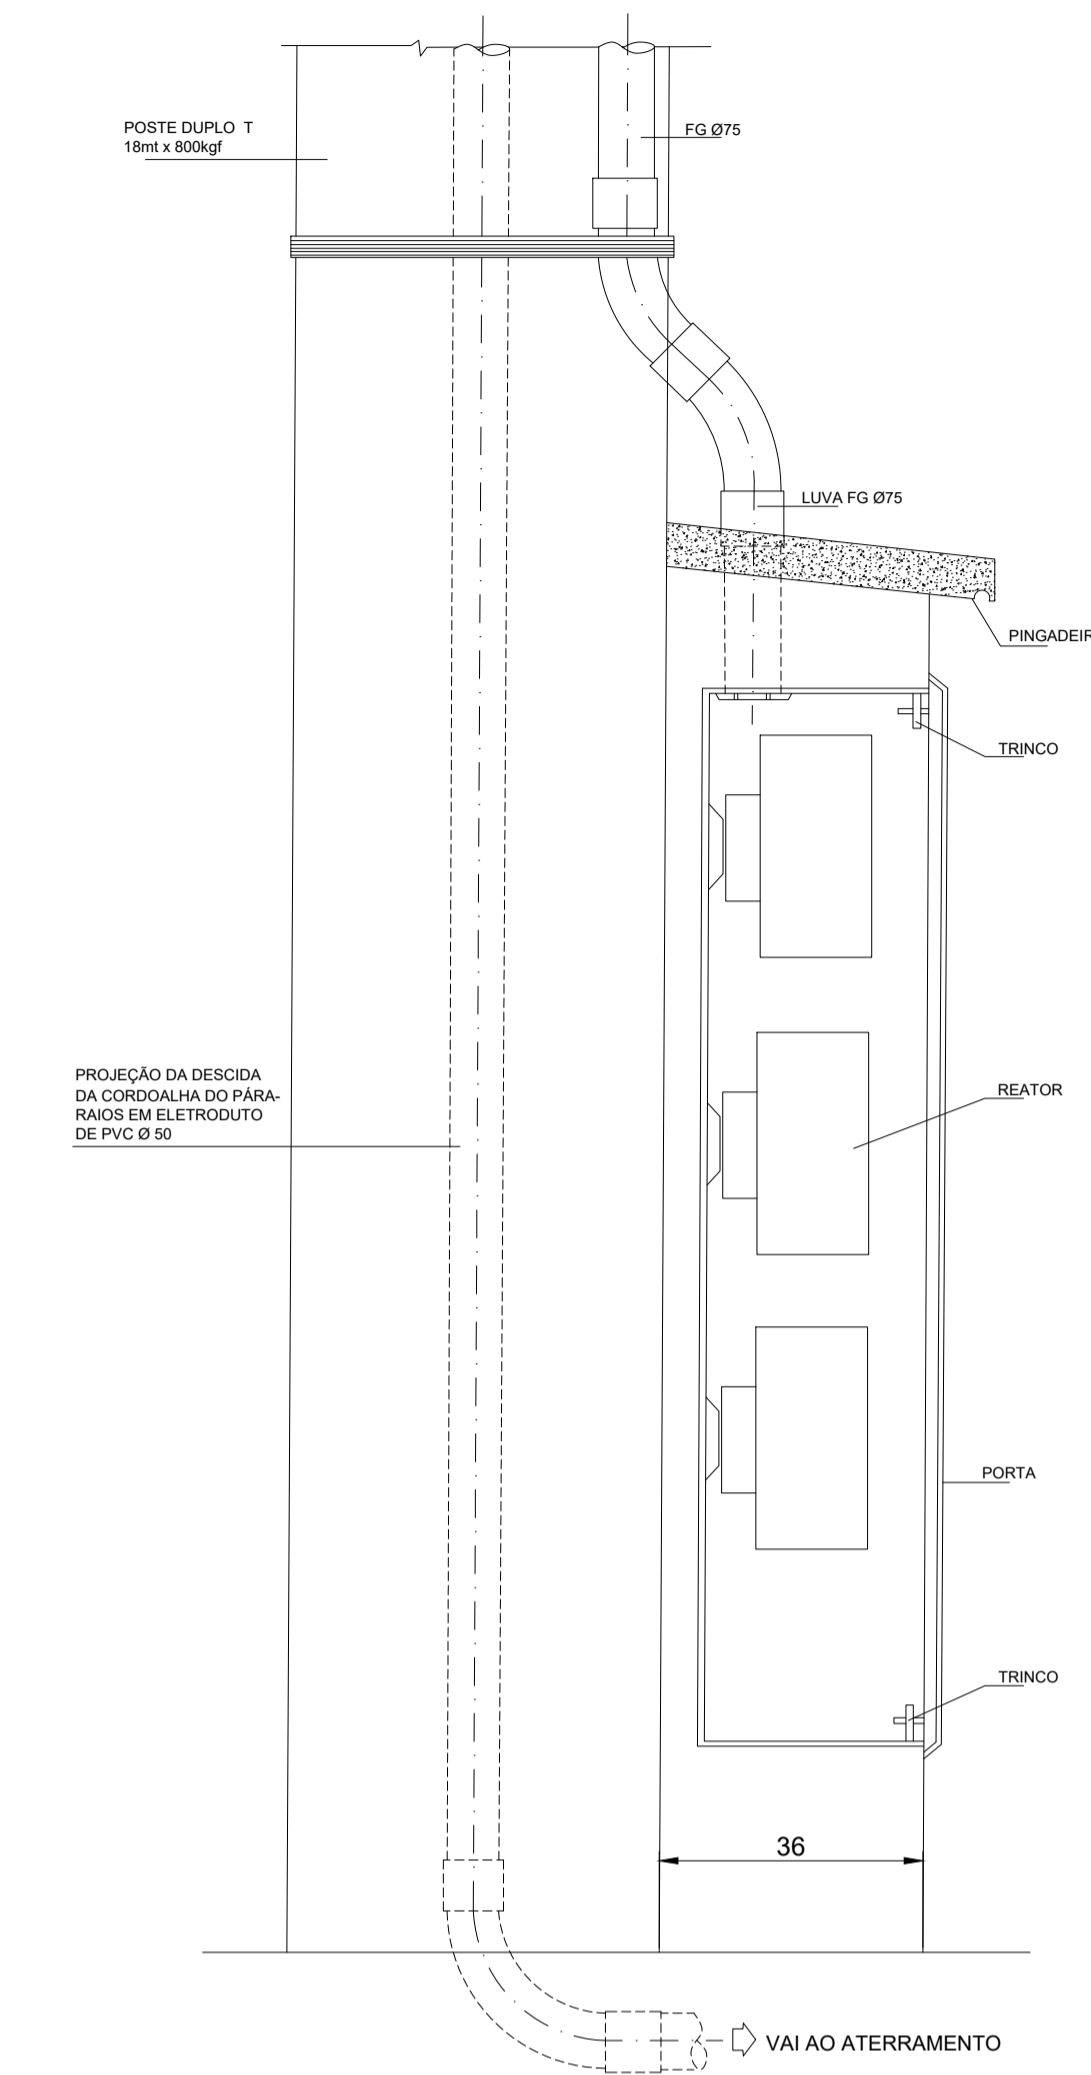 POSTE DUPLO T
18mt x 800kgf
FG Ø75
LUVA FG Ø75
PINGADEIR
TRINCO
PROJEÇÃO DA DESCIDA
DA CORDOALHA DO PÁRA-
RAIOS EM ELETRODUTO
DE PVC Ø 50
REATOR
PORTA
TRINCO
36
VAI AO ATERRAMENTO